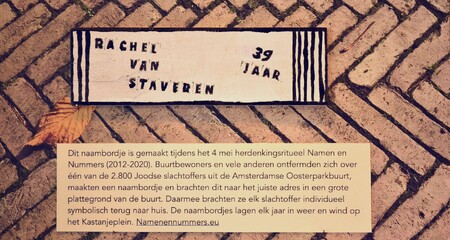 RACHEL
VAN
STAVEREN
39
JAAR
Dit naambordje is gemaakt tijdens het 4 mei herdenkingsritueel Namen en
Nummers (2012-2020). Buurtbewoners en vele anderen ontfermden zich over
één van de 2.800 Joodse slachtoffers uit de Amsterdamse Oosterparkbuurt,
maakten een naambordje en brachten dit naar het juiste adres in een grote
plattegrond van de buurt. Daarmee brachten ze elk slachtoffer individueel
symbolisch terug naar huis. De naambordjes lagen elk jaar in weer en wind op
het Kastanjeplein. Namenennummers.eu